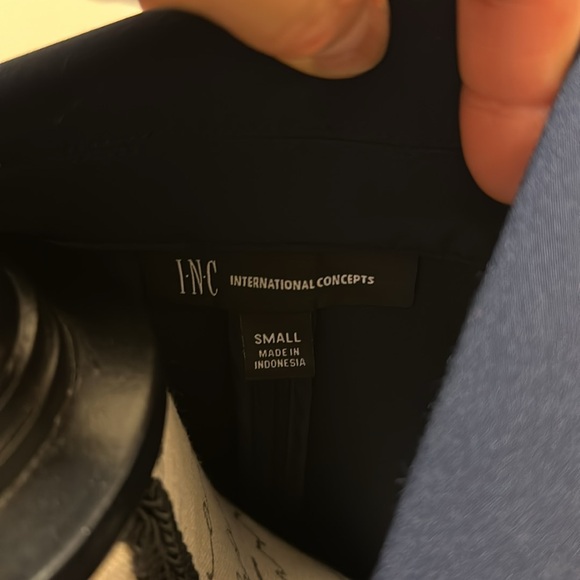 I·N·C INTERNATIONAL CONCEPTS
SMALL
MADE IN
INDONESIA